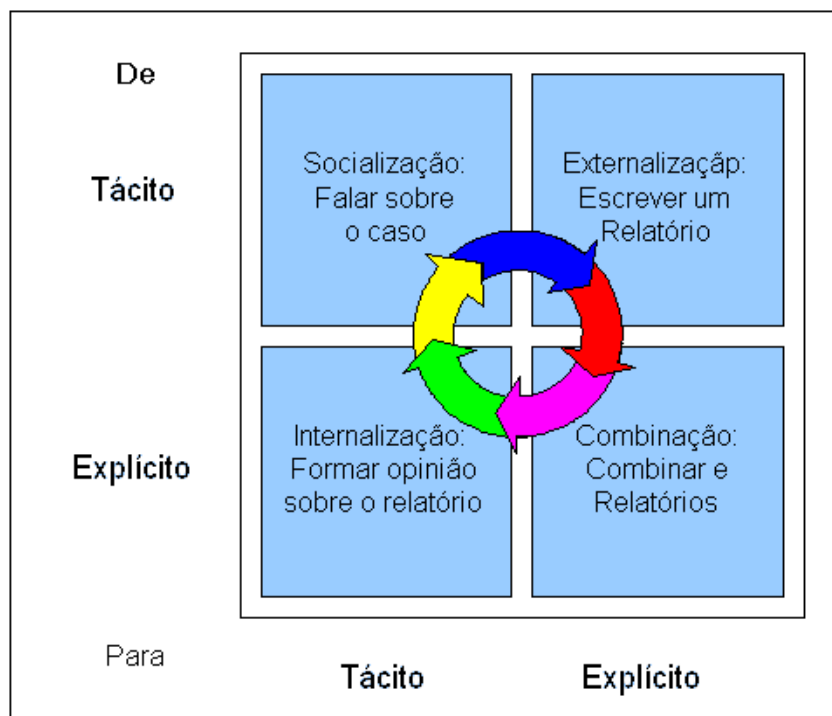 De
Tácito
Socialização:
Falar sobre
o caso
Externalizaçãp:
Escrever um
Relatório
Explícito
Internalização:
Formar opinião
sobre o relatório
Combinação:
Combinar e
Relatórios
Para
Tácito
Explícito